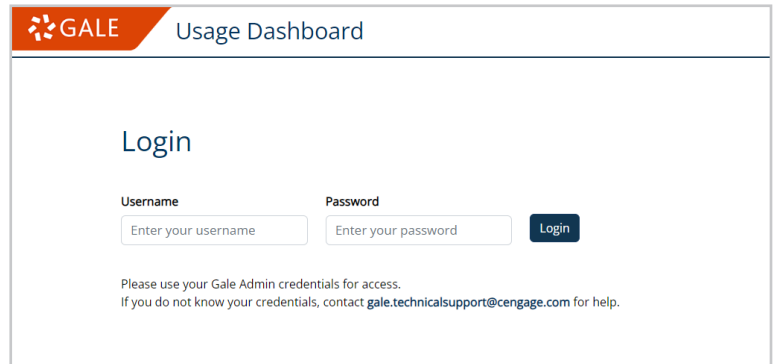 GALE Usage Dashboard
Login
Username Password
Enter your username Enter your password Login
Please use your Gale Admin credentials for access.
If you do not know your credentials, contact gale.technicalsupport@cengage.com for help.